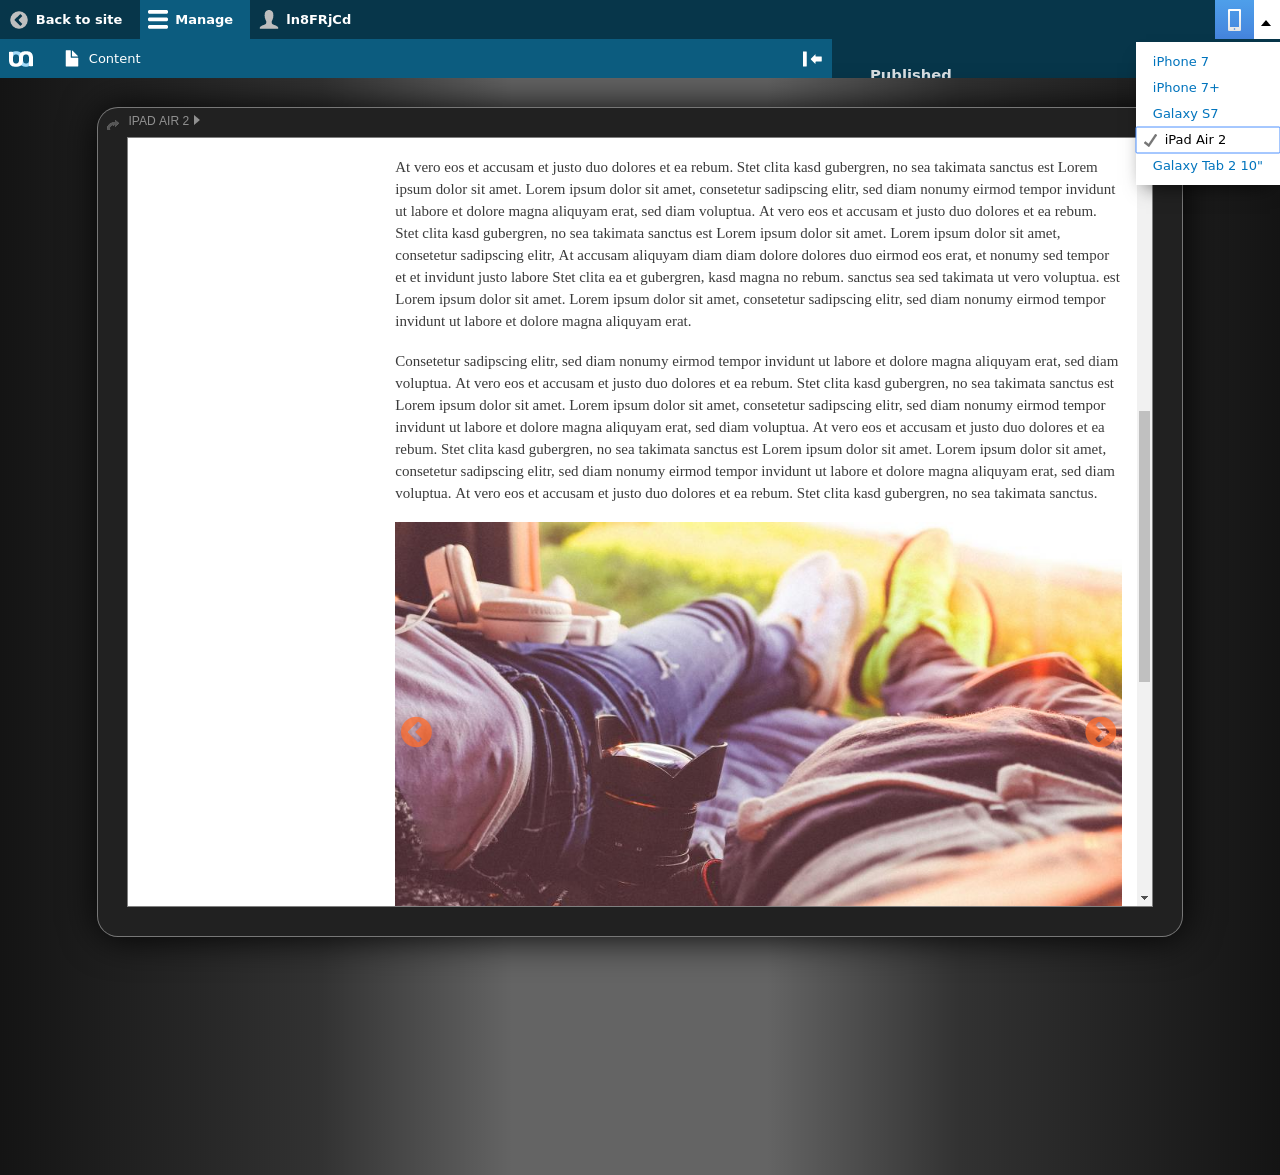 Back to site
Manage
ln8FRjCd
Content
Published
iPhone 7
iPhone 7+
Galaxy S7
iPad Air 2
Galaxy Tab 2 10"
IPAD AIR 2
At vero eos et accusam et justo duo dolores et ea rebum. Stet clita kasd gubergren, no sea takimata sanctus est Lorem
ipsum dolor sit amet. Lorem ipsum dolor sit amet, consetetur sadipscing elitr, sed diam nonumy eirmod tempor invidunt
ut labore et dolore magna aliquyam erat, sed diam voluptua. At vero eos et accusam et justo duo dolores et ea rebum.
Stet clita kasd gubergren, no sea takimata sanctus est Lorem ipsum dolor sit amet. Lorem ipsum dolor sit amet,
consetetur sadipscing elitr, At accusam aliquyam diam diam dolore dolores duo eirmod eos erat, et nonumy sed tempor
et et invidunt justo labore Stet clita ea et gubergren, kasd magna no rebum. sanctus sea sed takimata ut vero voluptua. est
Lorem ipsum dolor sit amet. Lorem ipsum dolor sit amet, consetetur sadipscing elitr, sed diam nonumy eirmod tempor
invidunt ut labore et dolore magna aliquyam erat.
Consetetur sadipscing elitr, sed diam nonumy eirmod tempor invidunt ut labore et dolore magna aliquyam erat, sed diam
voluptua. At vero eos et accusam et justo duo dolores et ea rebum. Stet clita kasd gubergren, no sea takimata sanctus est
Lorem ipsum dolor sit amet. Lorem ipsum dolor sit amet, consetetur sadipscing elitr, sed diam nonumy eirmod tempor
invidunt ut labore et dolore magna aliquyam erat, sed diam voluptua. At vero eos et accusam et justo duo dolores et ea
rebum. Stet clita kasd gubergren, no sea takimata sanctus est Lorem ipsum dolor sit amet. Lorem ipsum dolor sit amet,
consetetur sadipscing elitr, sed diam nonumy eirmod tempor invidunt ut labore et dolore magna aliquyam erat, sed diam
voluptua. At vero eos et accusam et justo duo dolores et ea rebum. Stet clita kasd gubergren, no sea takimata sanctus.